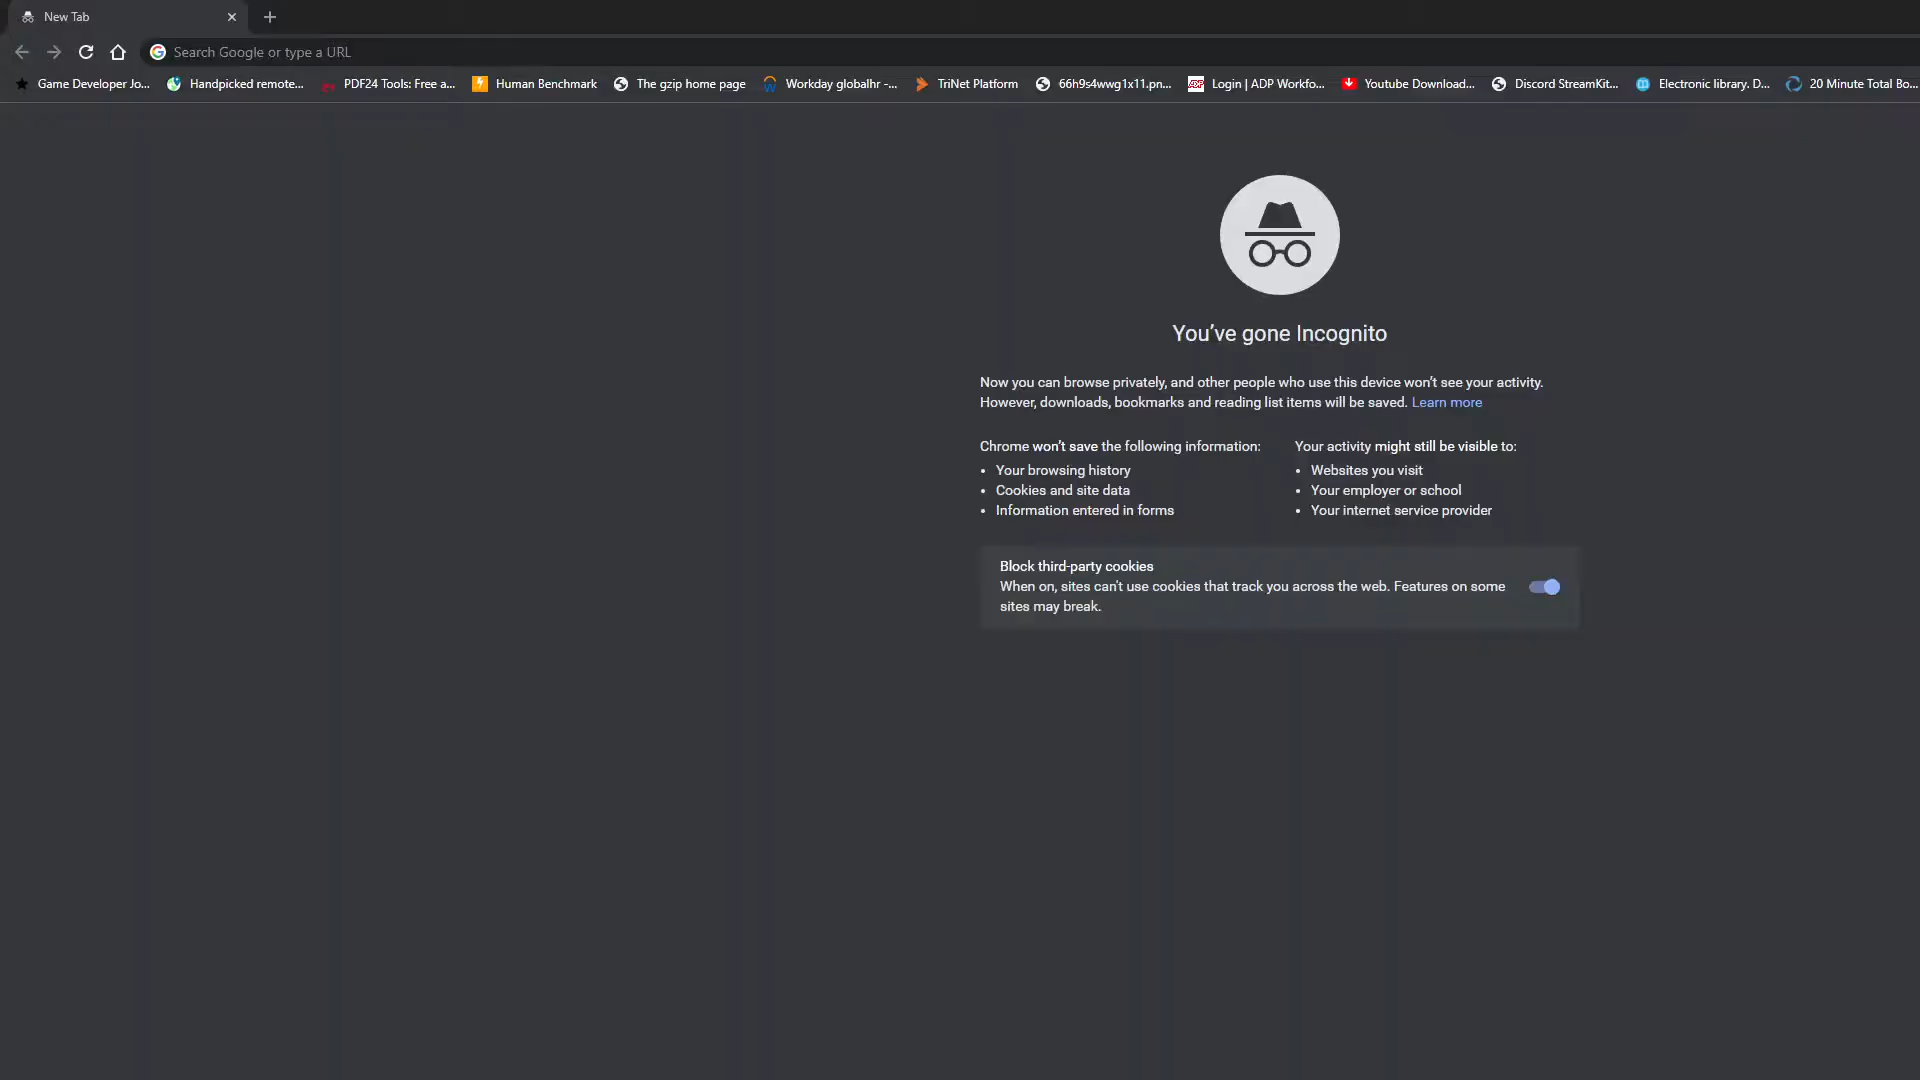 New Tab
Search Google or type a URL
Game Developer Jo... Handpicked remote... PDF24 Tools: Free a... Human Benchmark The gzip home page Workday globalhr -... TriNet Platform 66h9s4wwg1x11.pn... ADP Login | ADP Workfo... Youtube Download... Discord StreamKit... Electronic library. D... 20 Minute Total Bo...
You’ve gone Incognito
Now you can browse privately, and other people who use this device won’t see your activity.
However, downloads, bookmarks and reading list items will be saved. Learn more
Chrome won’t save the following information:
• Your browsing history
• Cookies and site data
• Information entered in forms
Your activity might still be visible to:
• Websites you visit
• Your employer or school
• Your internet service provider
Block third-party cookies
When on, sites can't use cookies that track you across the web. Features on some
sites may break.